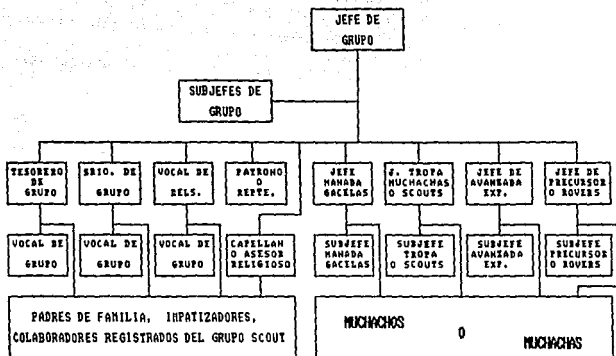 JEFE DE
GRUPO
SUBJEFES DE
GRUPO
TESORERO
DE
GRUPO
SRIO. DE
GRUPO
VOCAL DE
RELS.
PATRONO
O
REPTE.
JEFE
MANADA
GACELAS
J. TROPA
MUCHACHAS
O SCOUTS
JEFE DE
AVANZADA
EXP.
JEFE DE
PRECURSOR
O ROVERS
VOCAL DE
GRUPO
VOCAL DE
GRUPO
VOCAL DE
GRUPO
CAPELLAN
O ASESOR
RELIGIOSO
SUBJEFE
MANADA
GACELAS
SUBJEFE
TROPA
O SCOUTS
SUBJEFE
AVANZADA
EXP.
SUBJEFE
PRECURSOR
O ROVERS
PADRES DE FAMILIA, IMPATIZADORES,
COLABORADORES REGISTRADOS DEL GRUPO SCOUT
MUCHACHOS
O
MUCHACHAS